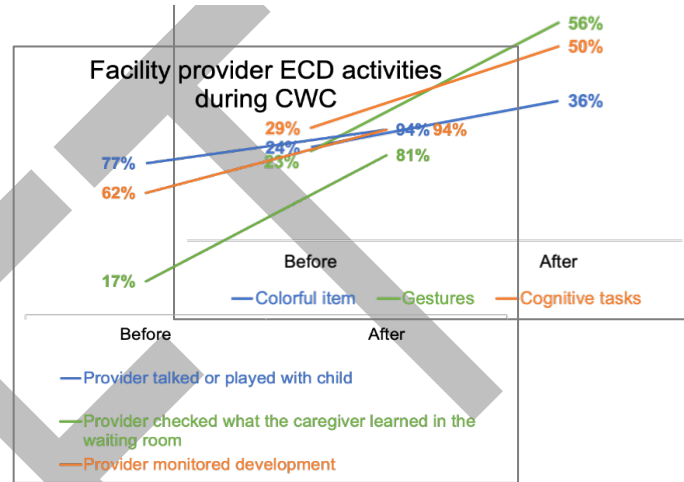 56%
50%
Facility provider ECD activities
during CWC
36%
29%
24%
23%
94% 94%
77%
81%
62%
17%
Before After
Colorful item Gestures Cognitive tasks
Before After
Provider talked or played with child
Provider checked what the caregiver learned in the
waiting room
Provider monitored development